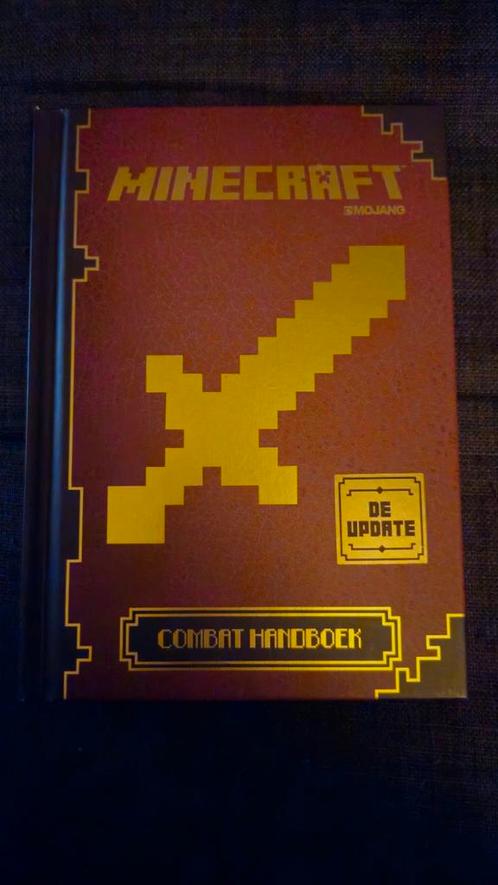 MINECRAFT
MOJANG
DE
UPDATE
COMBAT HANDBOEK